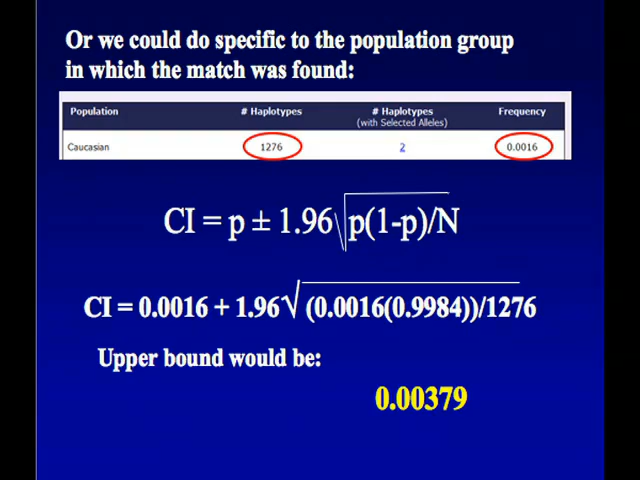 Or we could do specific to the population group
in which the match was found:
Population # Haplotypes # Haplotypes Frequency
(with Selected Alleles)
Caucasian 1276 2 0.0016
CI = p ± 1.96√p(1-p)/N
CI = 0.0016 + 1.96√(0.0016(0.9984))/1276
Upper bound would be:
0.00379